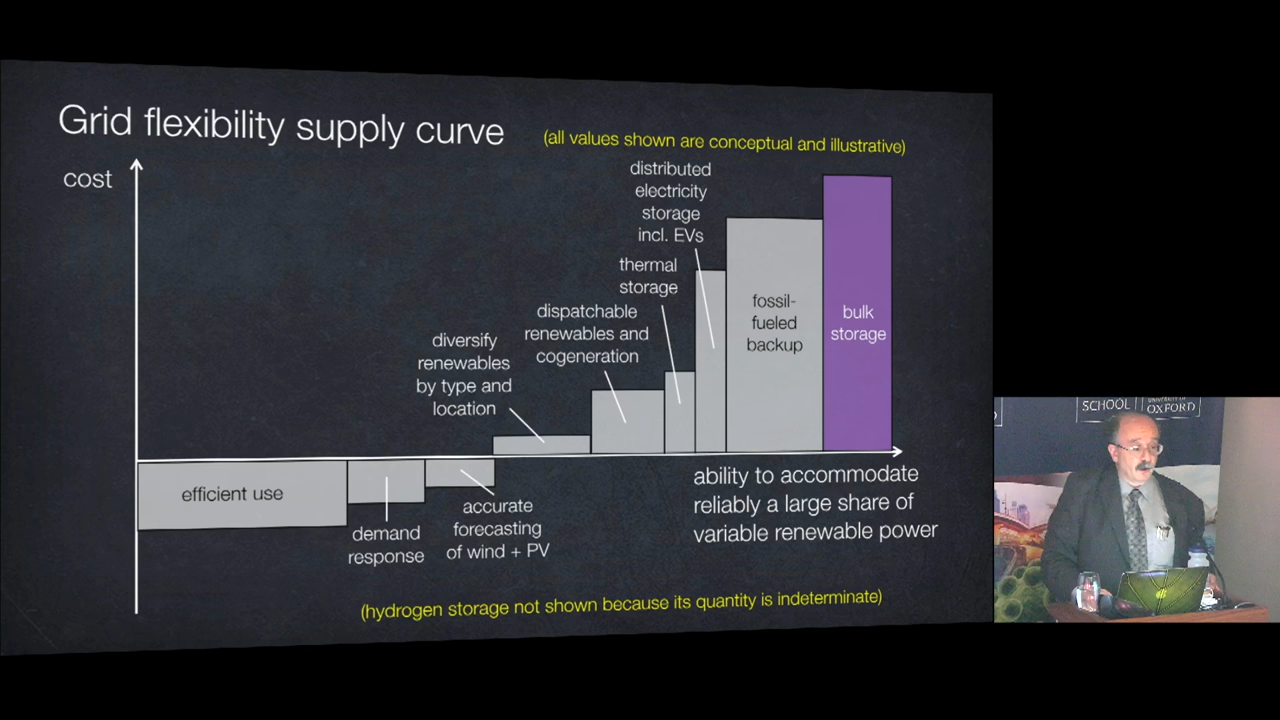 Grid flexibility supply curve
(all values shown are conceptual and illustrative)
cost
distributed
electricity
storage
incl. EVs
thermal
storage
dispatchable
renewables and
cogeneration
diversify
renewables
by type and
location
fossil-
fueled
backup
bulk
storage
efficient use
demand
response
accurate
forecasting
of wind + PV
ability to accommodate
reliably a large share of
variable renewable power
(hydrogen storage not shown because its quantity is indeterminate)
SCHOOL
UNIVERSITY OF
OXFORD